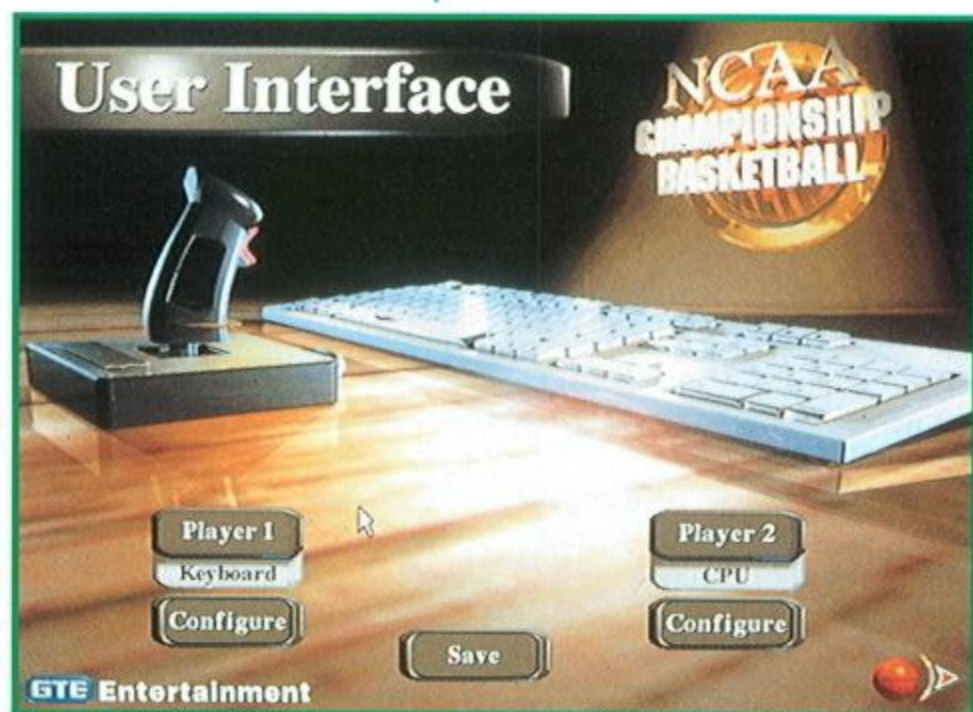 User Interface
NCAA
CHAMPIONSHIP
BASKETBALL
Player 1
Keyboard
Configure
Player 2
CPU
Configure
Save
GTE Entertainment